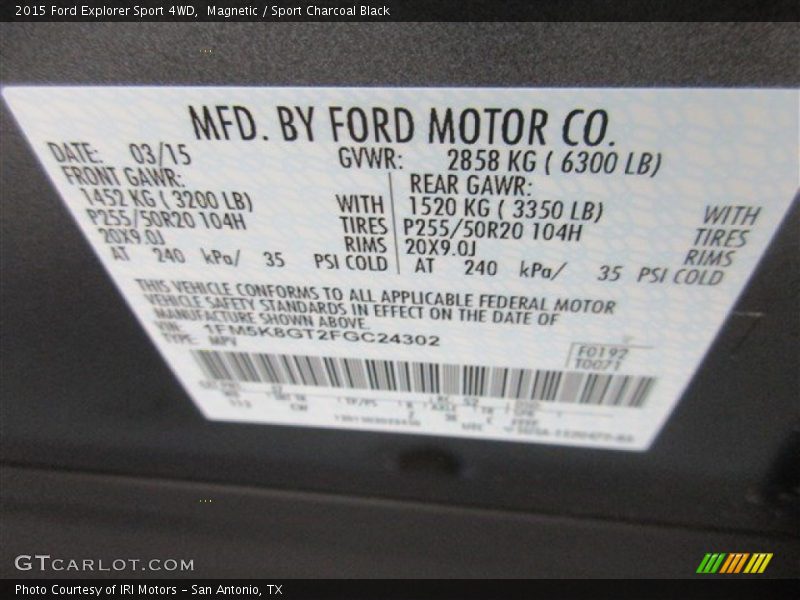 2015 Ford Explorer Sport 4WD, Magnetic / Sport Charcoal Black
MFD. BY FORD MOTOR CO.
DATE: 03/15 GVWR: 2858 KG ( 6300 LB)
FRONT GAWR: REAR GAWR:
1452 KG ( 3200 LB) WITH 1520 KG ( 3350 LB) WITH
P255/50R20 104H TIRES P255/50R20 104H TIRES
20X9.0J RIMS 20X9.0J RIMS
AT 240 kPa/ 35 PSI COLD AT 240 kPa/ 35 PSI COLD
THIS VEHICLE CONFORMS TO ALL APPLICABLE FEDERAL MOTOR
VEHICLE SAFETY STANDARDS IN EFFECT ON THE DATE OF
MANUFACTURE SHOWN ABOVE.
VIN: 1FM5K8GT2FGC24302
TYPE: MPV
F0192
T0071
GTCARLOT.COM
Photo Courtesy of IRI Motors – San Antonio, TX